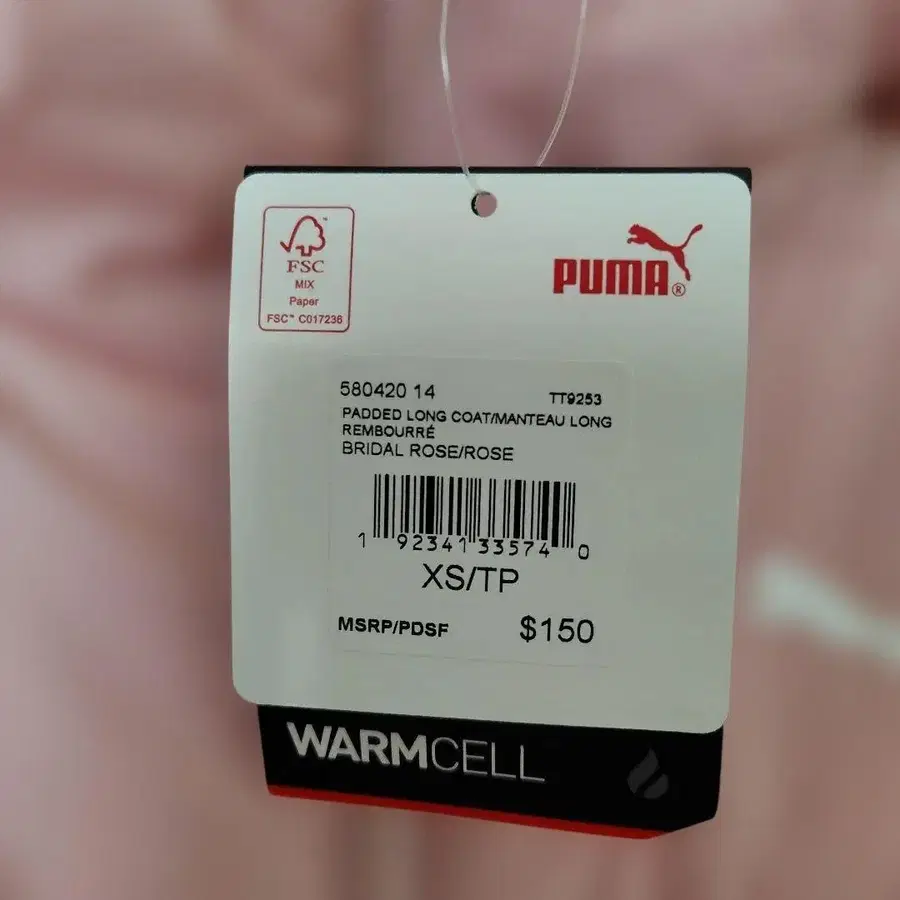 FSC™
MIX
Paper
FSC™ C017236
PUMA®
580420 14
TT9253
PADDED LONG COAT/MANTEAU LONG
REMBOURRÉ
BRIDAL ROSE/ROSE
1 92341 33574 0
XS/TP
MSRP/PDSF $150
WARMCELL